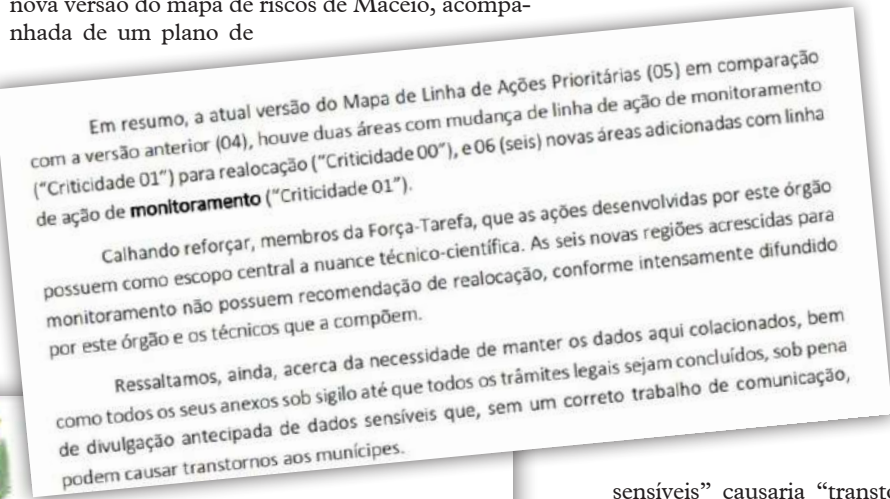 nova versão do mapa de riscos de Maceió, acompa-
nhada de um plano de
Em resumo, a atual versão do Mapa de Linha de Ações Prioritárias (05) em comparação
com a versão anterior (04), houve duas áreas com mudança de linha de ação de monitoramento
("Criticidade 01") para realocação ("Criticidade 00"), e 06 (seis) novas áreas adicionadas com linha
de ação de monitoramento ("Criticidade 01").
Calhando reforçar, membros da Força-Tarefa, que as ações desenvolvidas por este órgão
possuem como escopo central a nuance técnico-científica. As seis novas regiões acrescidas para
monitoramento não possuem recomendação de realocação, conforme intensamente difundido
por este órgão e os técnicos que a compõem.
Ressaltamos, ainda, acerca da necessidade de manter os dados aqui colacionados, bem
como todos os seus anexos sob sigilo até que todos os trâmites legais sejam concluídos, sob pena
de divulgação antecipada de dados sensíveis que, sem um correto trabalho de comunicação,
podem causar transtornos aos munícipes.
sensíveis” causaria